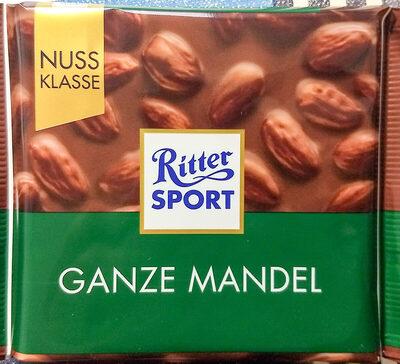 NUSS
KLASSE
Ritter
SPORT
GANZE MANDEL